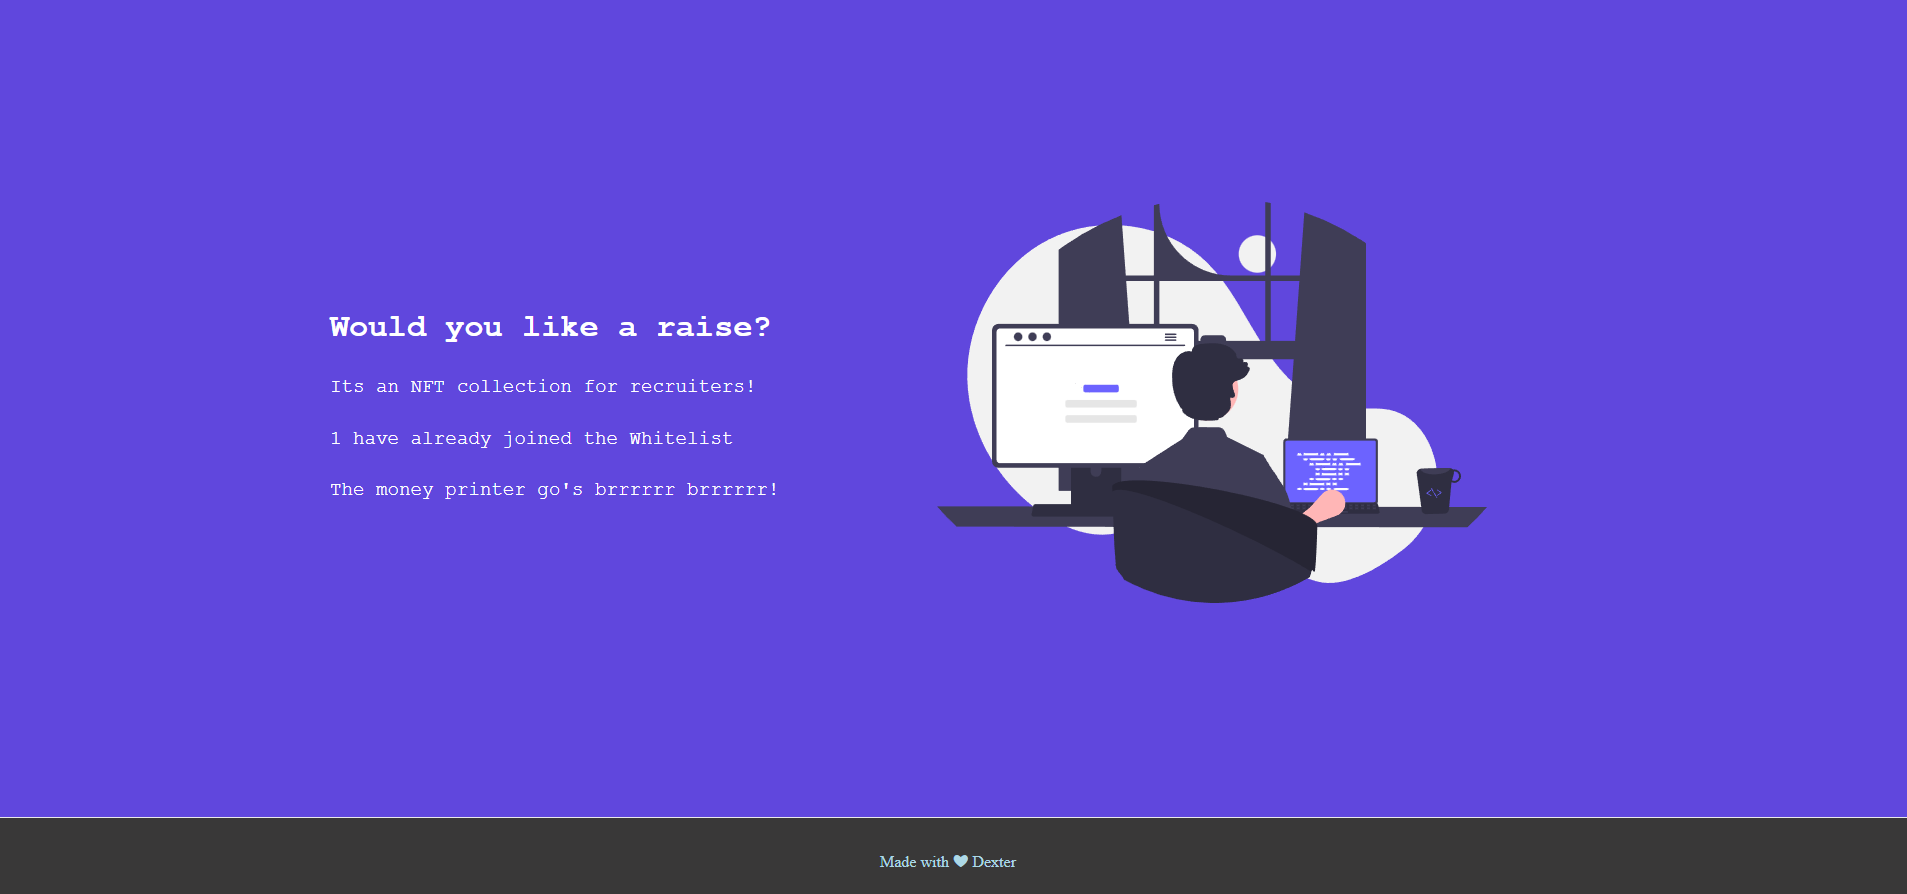 Would you like a raise?
Its an NFT collection for recruiters!
1 have already joined the Whitelist
The money printer go's brrrrrr brrrrrr!
Made with ♥ Dexter